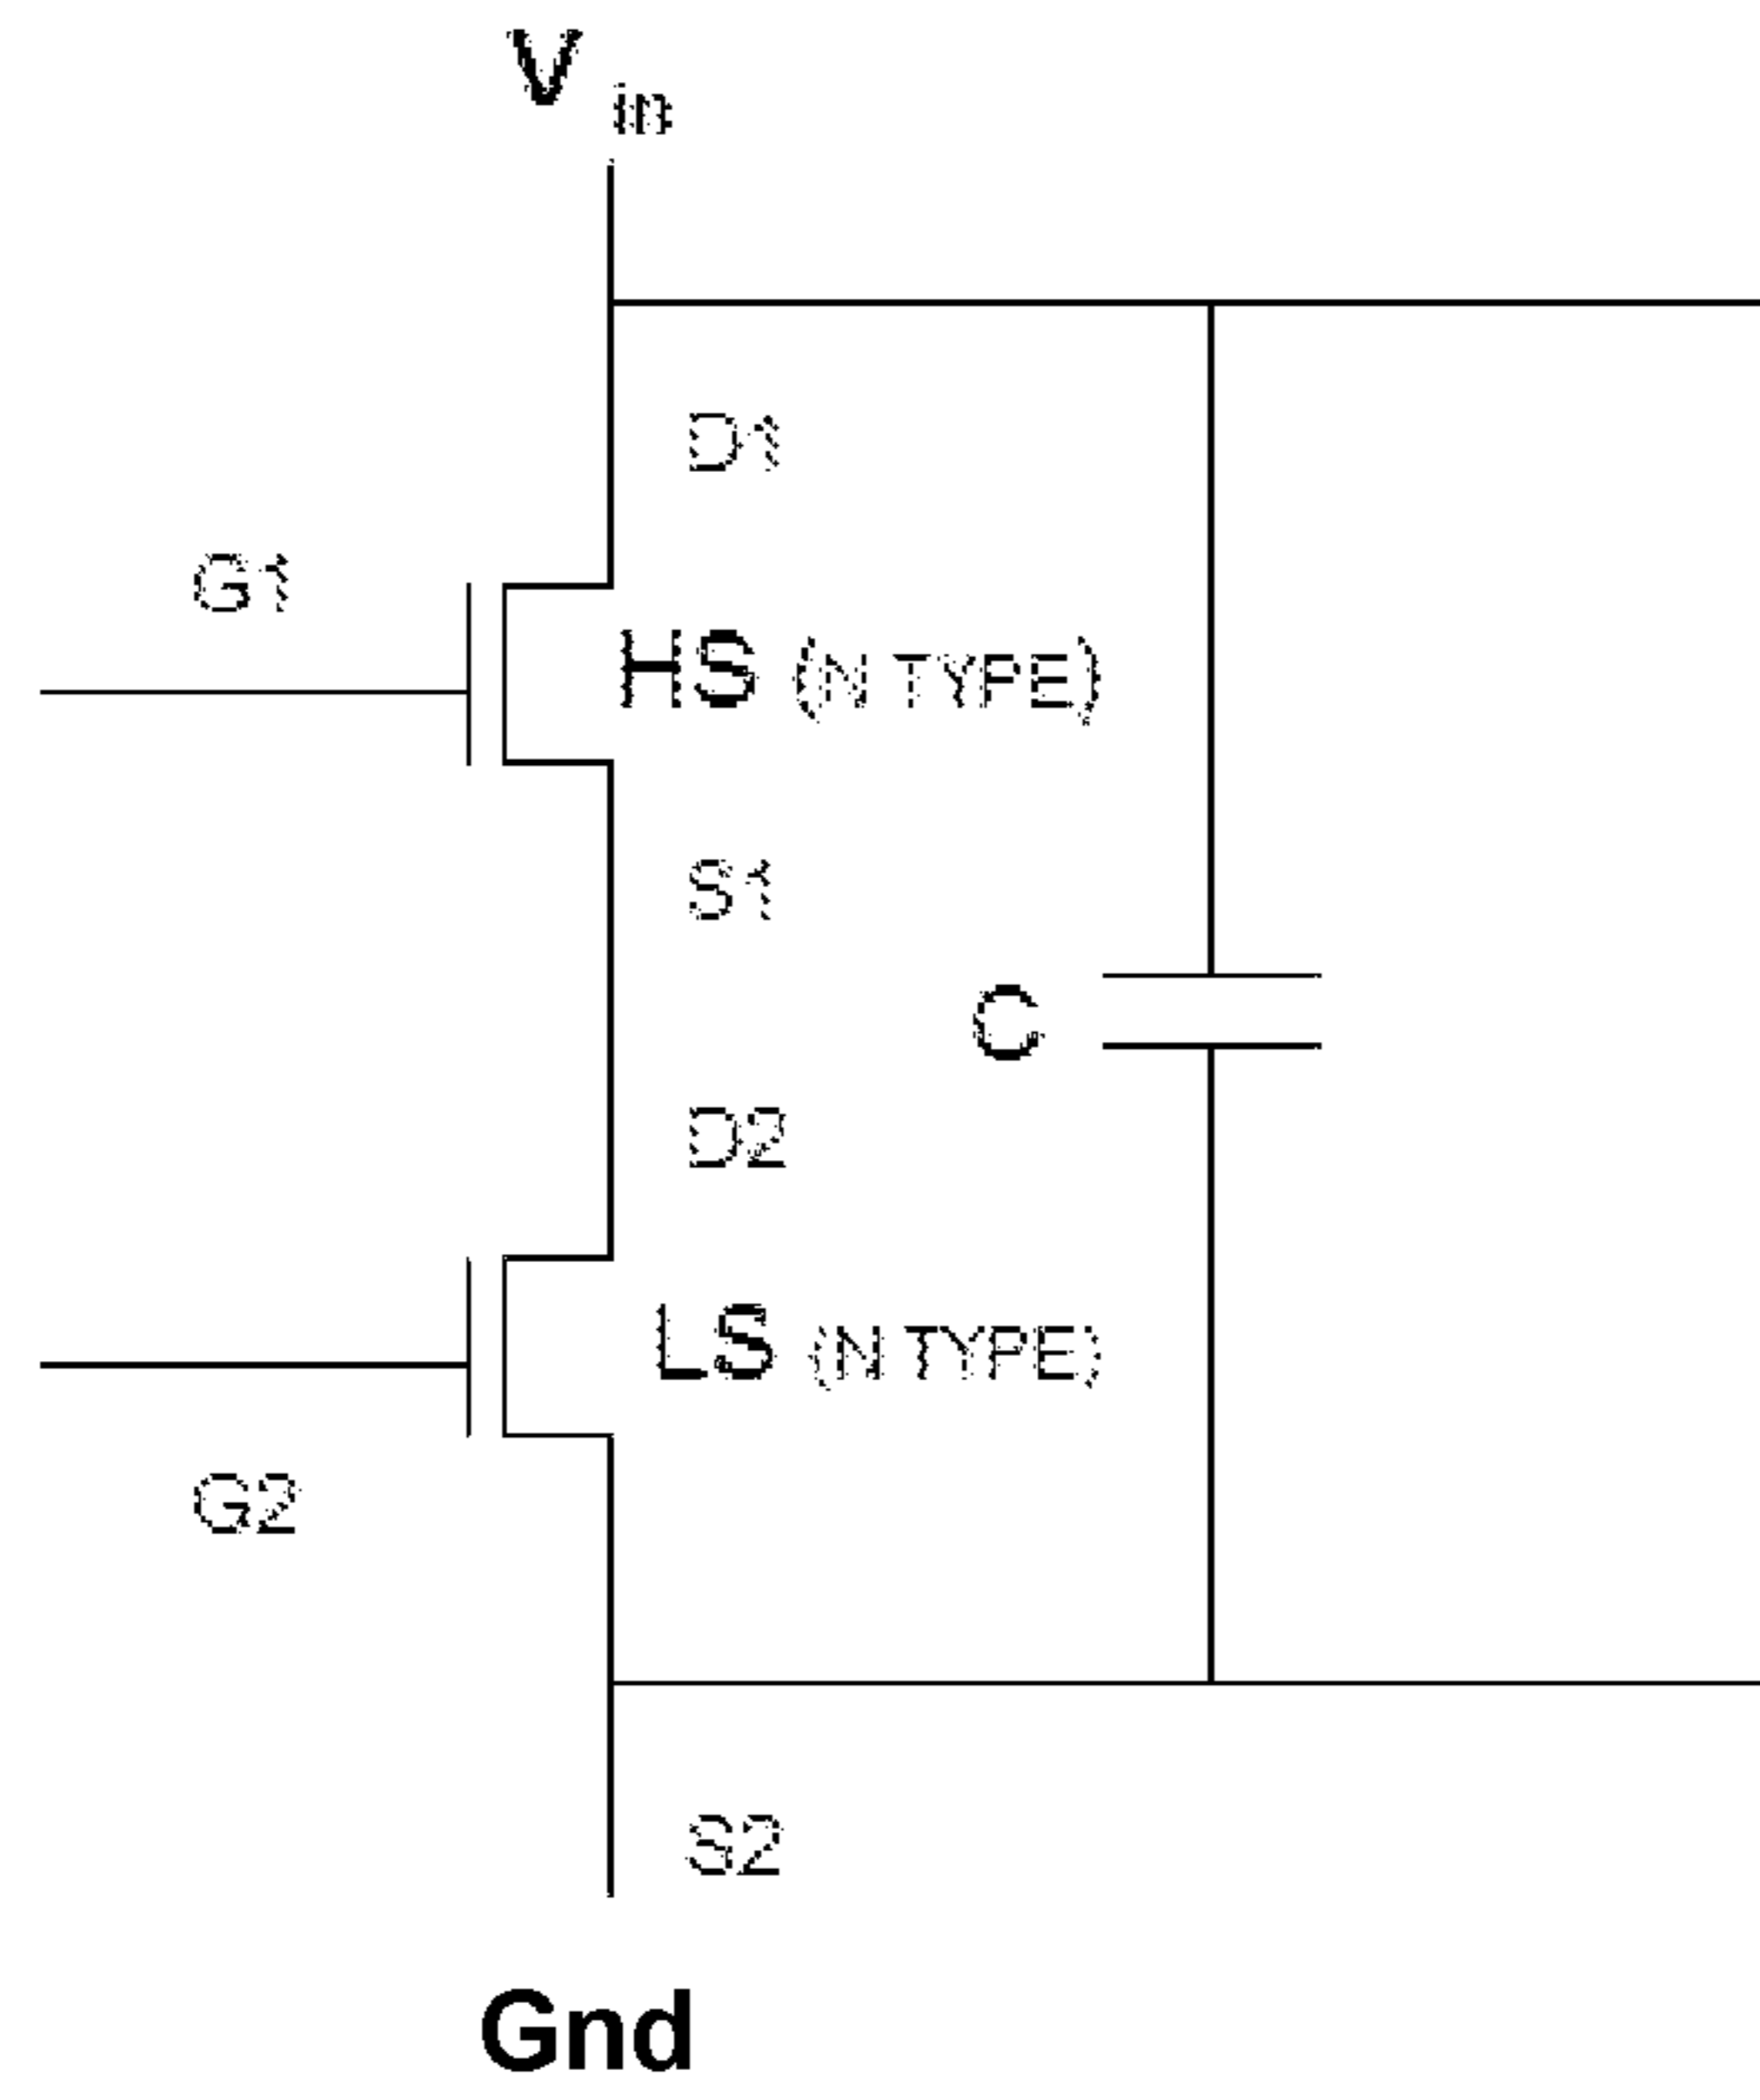 Vin
D1
G1
HS (N TYPE)
S1
C
D2
LS (N TYPE)
G2
S2
Gnd